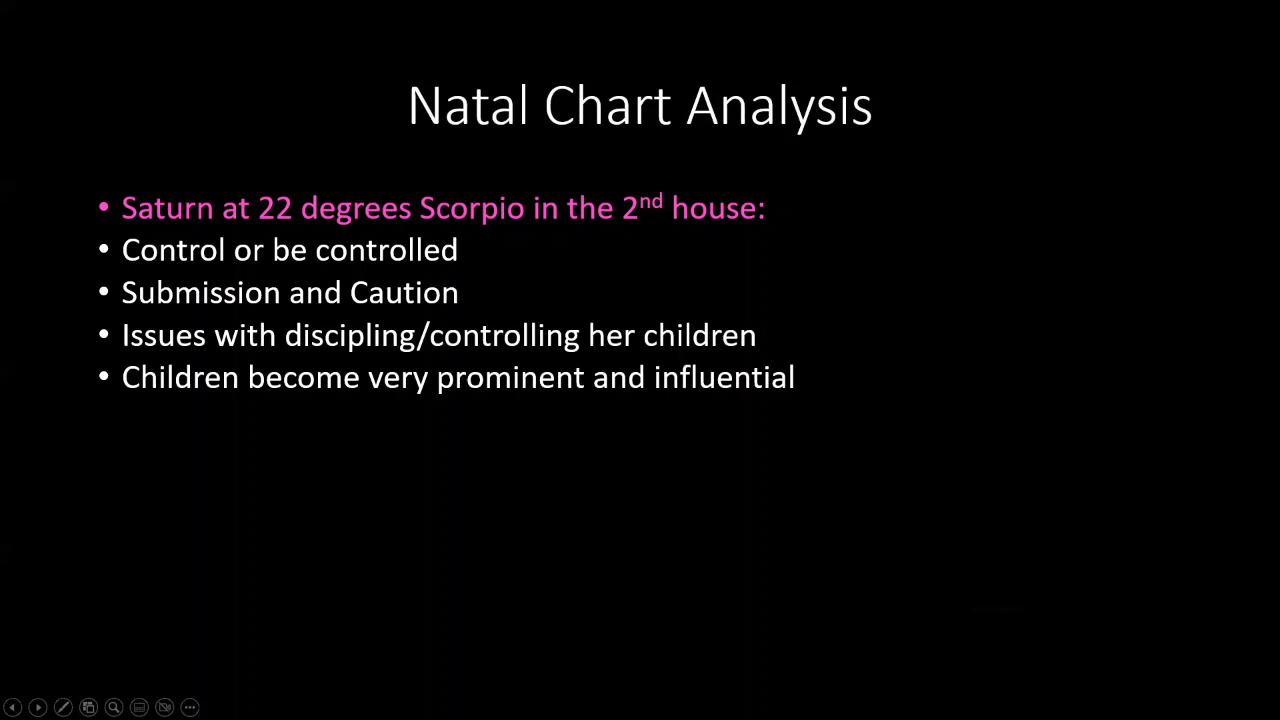 Natal Chart Analysis
• Saturn at 22 degrees Scorpio in the 2nd house:
• Control or be controlled
• Submission and Caution
• Issues with discipling/controlling her children
• Children become very prominent and influential